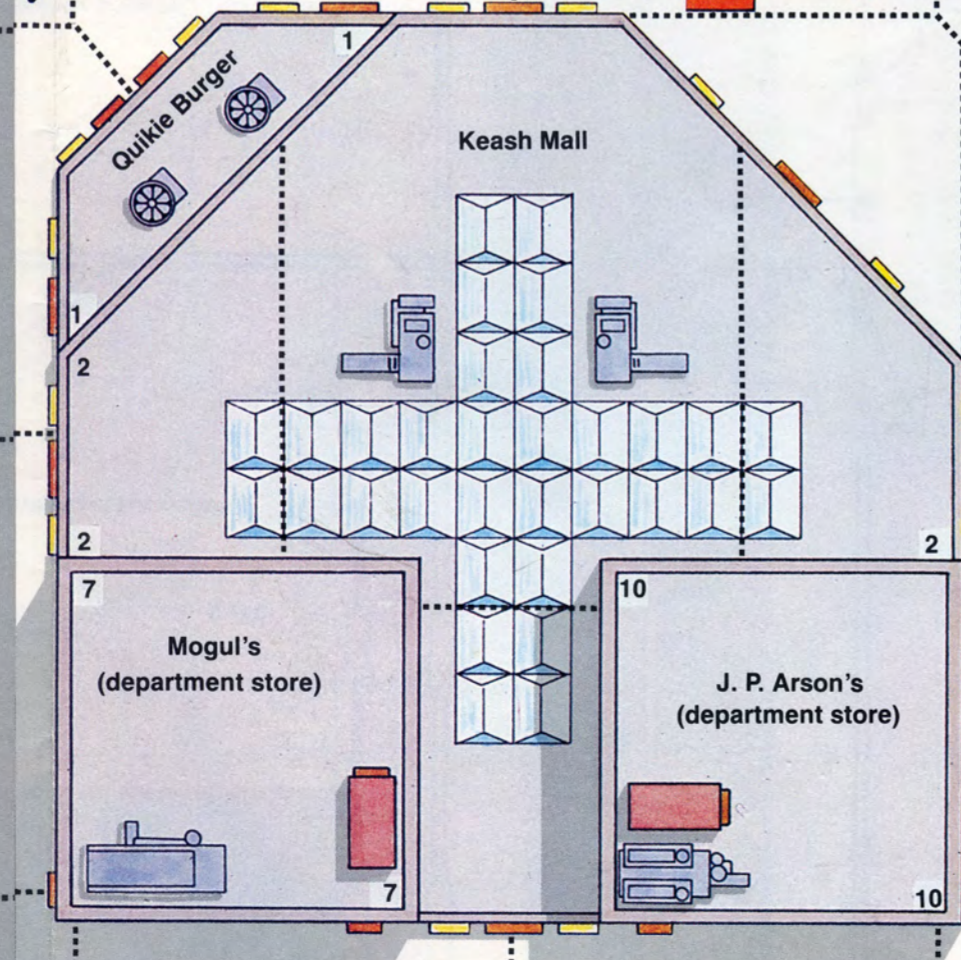 1
Quikie Burger
Keash Mall
1
2
2
2
7
10
Mogul's
(department store)
J. P. Arson's
(department store)
7
10